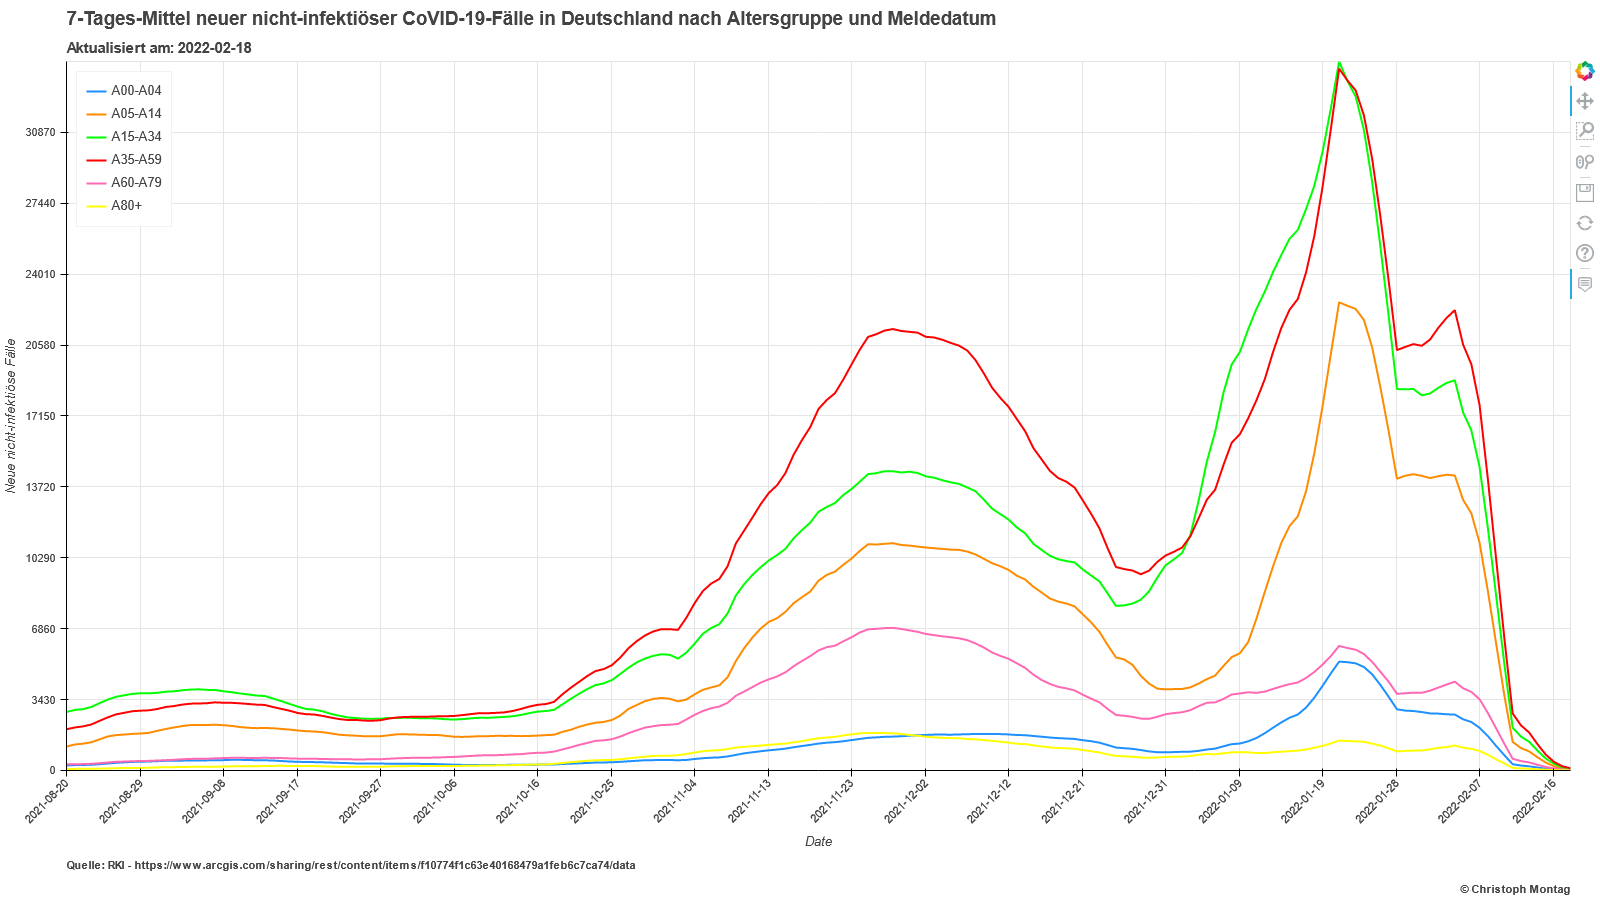 7-Tages-Mittel neuer nicht-infektiöser CoVID-19-Fälle in Deutschland nach Altersgruppe und Meldedatum
Aktualisiert am: 2022-02-18
A00-A04
A05-A14
A15-A34
A35-A59
A60-A79
A80+
30870
27440
24010
20580
17150
13720
10290
6860
3430
0
Neue nicht-infektiöse Fälle
2021-08-20
2021-08-29
2021-09-08
2021-09-17
2021-09-27
2021-10-06
2021-10-16
2021-10-25
2021-11-04
2021-11-13
2021-11-23
2021-12-02
2021-12-12
2021-12-21
2021-12-31
2022-01-09
2022-01-19
2022-01-28
2022-02-07
2022-02-16
Date
Quelle: RKI - https://www.arcgis.com/sharing/rest/content/items/f10774f1c63e40168479a1feb6c7ca74/data
© Christoph Montag